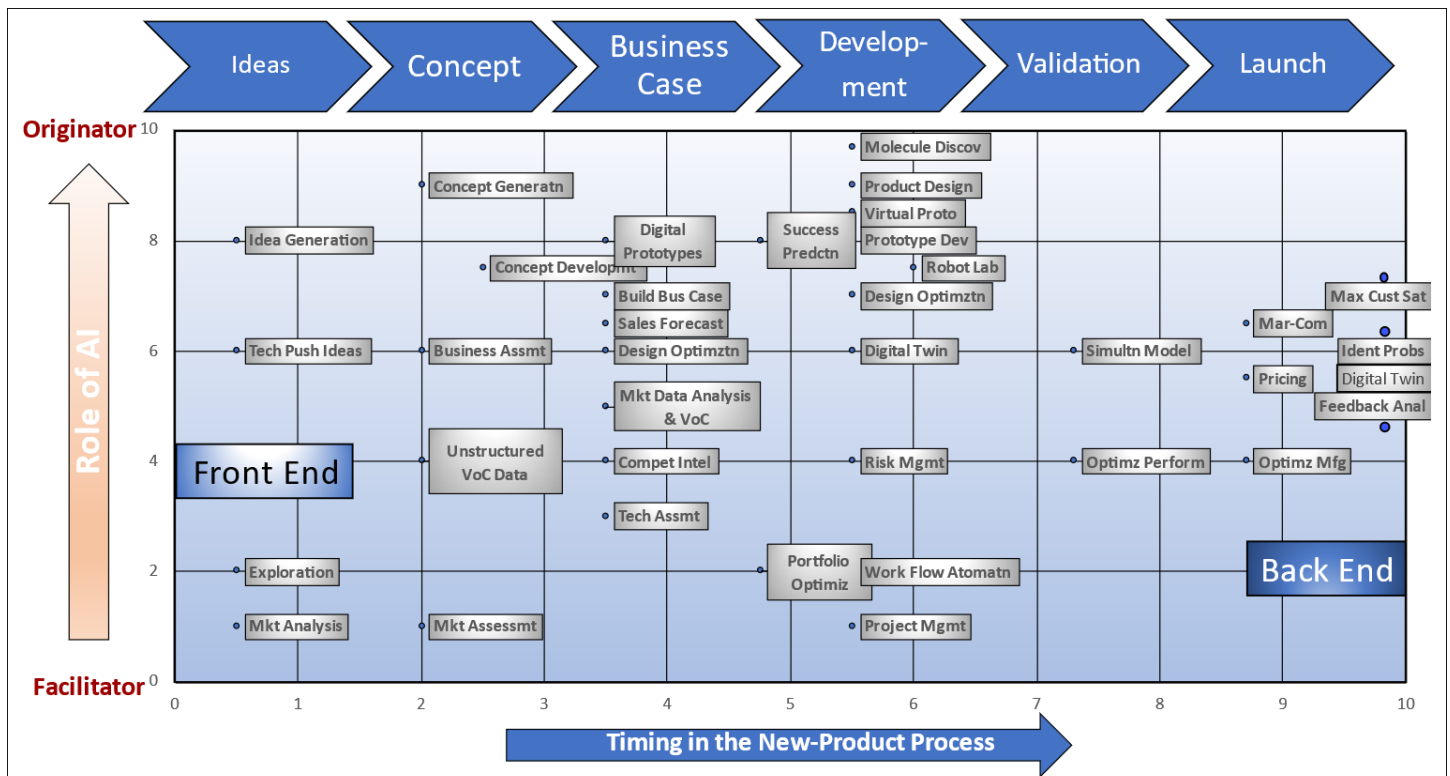 Ideas
Concept
Business
Case
Develop-
ment
Validation
Launch
Originator
10
Molecule Discov
Concept Generatn
Product Design
Virtual Proto
8
Idea Generation
Digital
Prototypes
Success
Predctn
Prototype Dev
Concept Developmt
Robot Lab
Build Bus Case
Design Optimztn
Max Cust Sat
Sales Forecast
Mar-Com
Role of AI
6
Tech Push Ideas
Business Assmt
Design Optimztn
Digital Twin
Simultn Model
Ident Probs
Pricing
Digital Twin
Mkt Data Analysis
& VoC
Feedback Anal
4
Front End
Unstructured
VoC Data
Compet Intel
Risk Mgmt
Optimz Perform
Optimz Mfg
Tech Assmt
2
Exploration
Portfolio
Optimiz
Work Flow Atomatn
Back End
Mkt Analysis
Mkt Assessmt
Project Mgmt
Facilitator
0
0 1 2 3 4 5 6 7 8 9 10
Timing in the New-Product Process